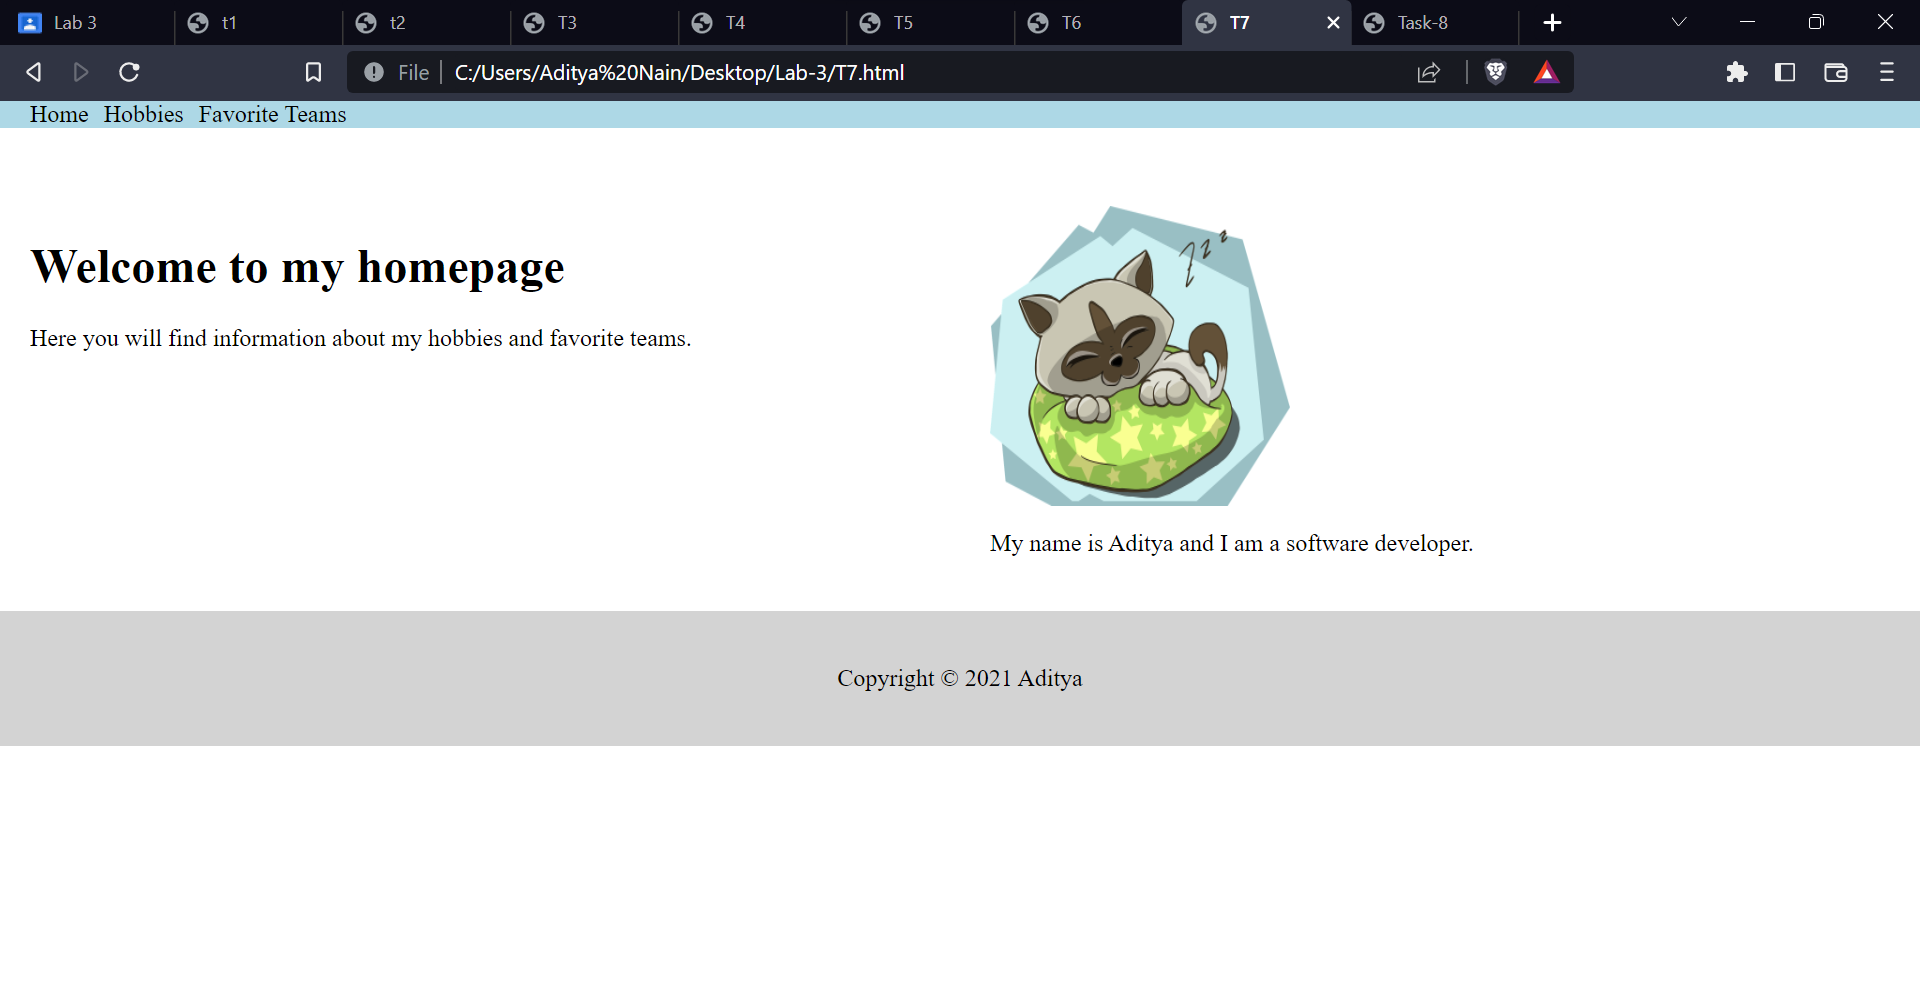 Lab 3 t1 t2 T3 T4 T5 T6 T7 Task-8
File C:/Users/Aditya%20Nain/Desktop/Lab-3/T7.html
Home Hobbies Favorite Teams
Welcome to my homepage
Here you will find information about my hobbies and favorite teams.
zzz
My name is Aditya and I am a software developer.
Copyright © 2021 Aditya